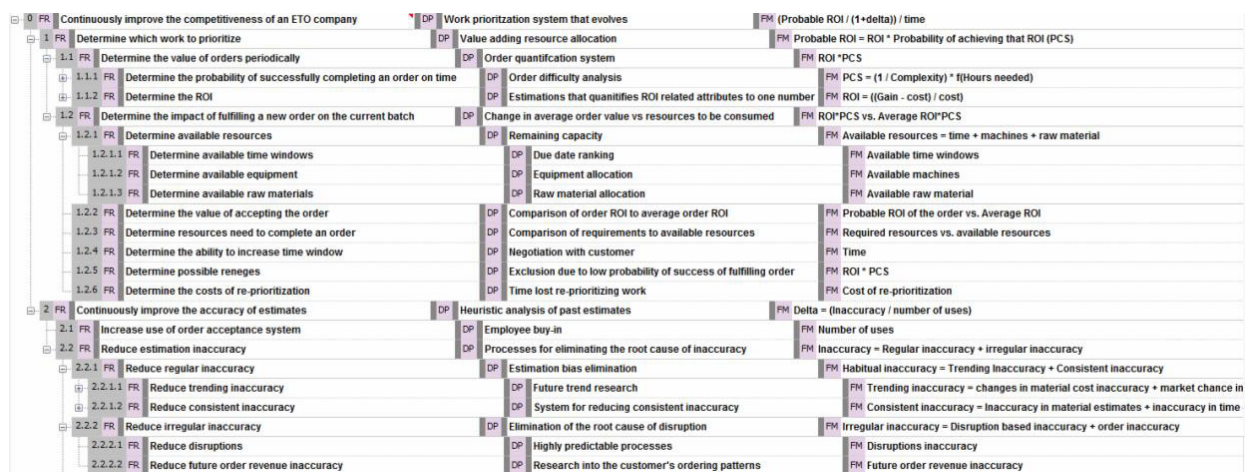 0 FR Continuously improve the competitiveness of an ETO company DP Work prioritzation system that evolves FM (Probable ROI / (1+delta)) / time
1 FR Determine which work to prioritize DP Value adding resource allocation FM Probable ROI = ROI * Probability of achieving that ROI (PCS)
1.1 FR Determine the value of orders periodically DP Order quantifcation system FM ROI *PCS
1.1.1 FR Determine the probability of successfully completing an order on time DP Order difficulty analysis FM PCS = (1 / Complexity) * f(Hours needed)
1.1.2 FR Determine the ROI DP Estimations that quanitifies ROI related attributes to one number FM ROI = ((Gain - cost) / cost)
1.2 FR Determine the impact of fulfilling a new order on the current batch DP Change in average order value vs resources to be consumed FM ROI*PCS vs. Average ROI*PCS
1.2.1 FR Determine available resources DP Remaining capacity FM Available resources = time + machines + raw material
1.2.1.1 FR Determine available time windows DP Due date ranking FM Available time windows
1.2.1.2 FR Determine available equipment DP Equipment allocation FM Available machines
1.2.1.3 FR Determine available raw materials DP Raw material allocation FM Available raw material
1.2.2 FR Determine the value of accepting the order DP Comparison of order ROI to average order ROI FM Probable ROI of the order vs. Average ROI
1.2.3 FR Determine resources need to complete an order DP Comparison of requirements to available resources FM Required resources vs. available resources
1.2.4 FR Determine the ability to increase time window DP Negotiation with customer FM Time
1.2.5 FR Determine possible reneges DP Exclusion due to low probability of success of fulfilling order FM ROI * PCS
1.2.6 FR Determine the costs of re-prioritization DP Time lost re-prioritizing work FM Cost of re-prioritization
2 FR Continuously improve the accuracy of estimates DP Heuristic analysis of past estimates FM Delta = (Inaccuracy / number of uses)
2.1 FR Increase use of order acceptance system DP Employee buy-in FM Number of uses
2.2 FR Reduce estimation inaccuracy DP Processes for eliminating the root cause of inaccuracy FM Inaccuracy = Regular inaccuracy + irregular inaccuracy
2.2.1 FR Reduce regular inaccuracy DP Estimation bias elimination FM Habitual inaccuracy = Trending Inaccuracy + Consistent inaccuracy
2.2.1.1 FR Reduce trending inaccuracy DP Future trend research FM Trending inaccuracy = changes in material cost inaccuracy + market chance in
2.2.1.2 FR Reduce consistent inaccuracy DP System for reducing consistent inaccuracy FM Consistent inaccuracy = Inaccuracy in material estimates + inaccuracy in time
2.2.2 FR Reduce irregular inaccuracy DP Elimination of the root cause of disruption FM Irregular inaccuracy = Disruption based inaccuracy + order inaccuracy
2.2.2.1 FR Reduce disruptions DP Highly predictable processes FM Disruptions inaccuracy
2.2.2.2 FR Reduce future order revenue inaccuracy DP Research into the customer's ordering patterns FM Future order revenue inaccuracy